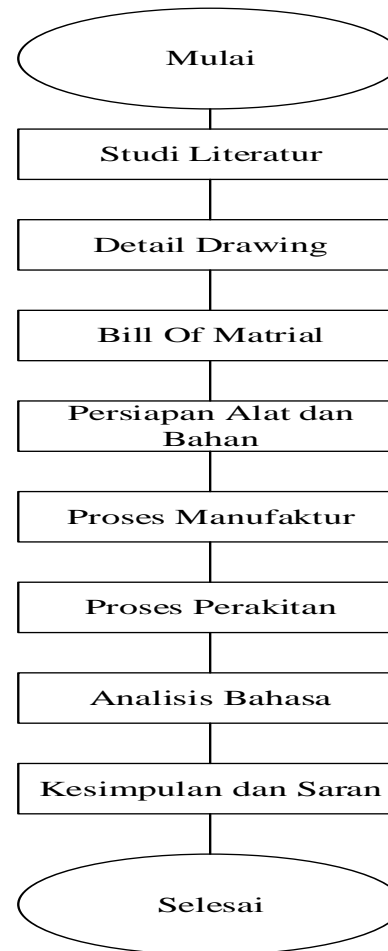 Mulai
Studi Literatur
Detail Drawing
Bill Of Matrial
Persiapan Alat dan
Bahan
Proses Manufaktur
Proses Perakitan
Analisis Bahasa
Kesimpulan dan Saran
Selesai